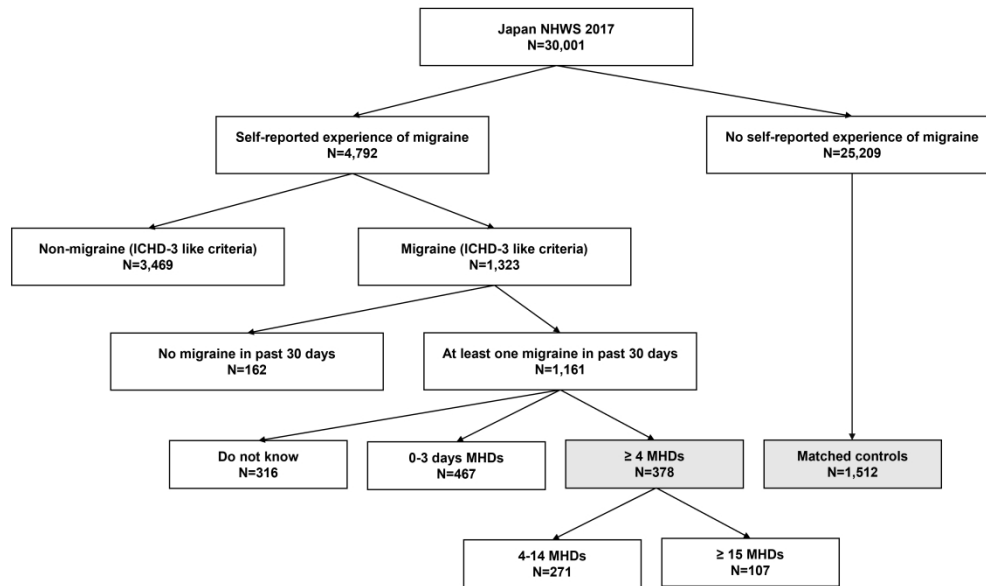 Japan NHWS 2017
N=30,001
Self-reported experience of migraine
N=4,792
No self-reported experience of migraine
N=25,209
Non-migraine (ICHD-3 like criteria)
N=3,469
Migraine (ICHD-3 like criteria)
N=1,323
No migraine in past 30 days
N=162
At least one migraine in past 30 days
N=1,161
Do not know
N=316
0-3 days MHDs
N=467
≥ 4 MHDs
N=378
Matched controls
N=1,512
4-14 MHDs
N=271
≥ 15 MHDs
N=107